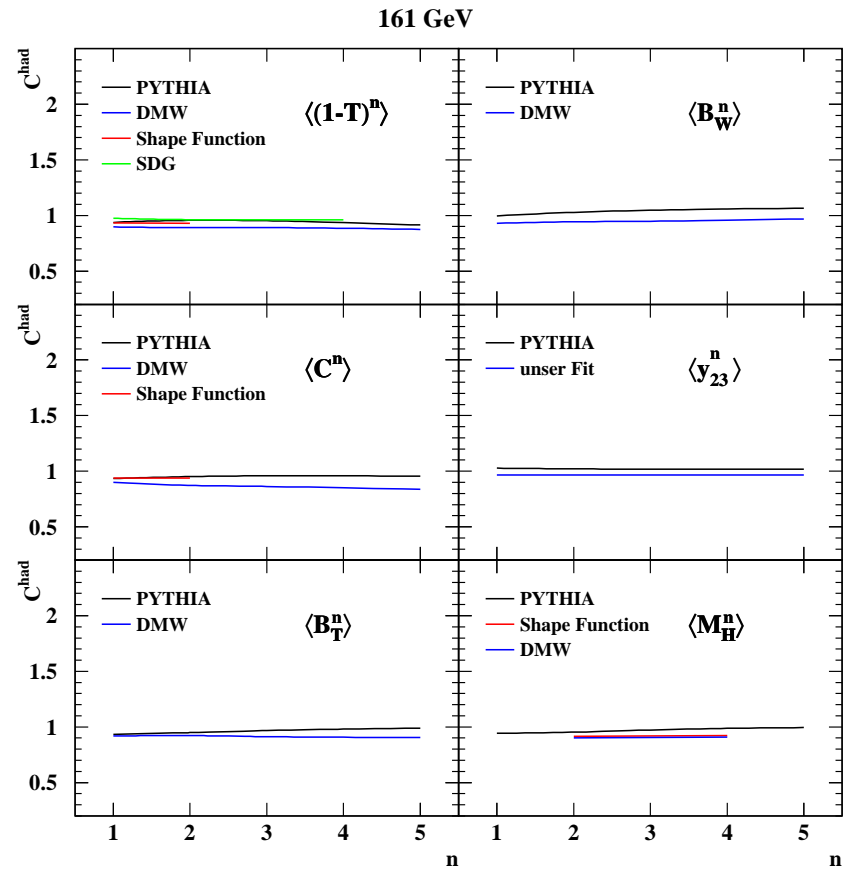 161 GeV
C^had
2
1.5
1
0.5
PYTHIA
DMW
Shape Function
SDG
⟨(1-T)^n⟩
PYTHIA
DMW
⟨B_W^n⟩
C^had
2
1.5
1
0.5
PYTHIA
DMW
Shape Function
⟨C^n⟩
PYTHIA
unser Fit
⟨y_23^n⟩
C^had
2
1.5
1
0.5
PYTHIA
DMW
⟨B_T^n⟩
PYTHIA
Shape Function
DMW
⟨M_H^n⟩
1 2 3 4 5
n
1 2 3 4 5
n